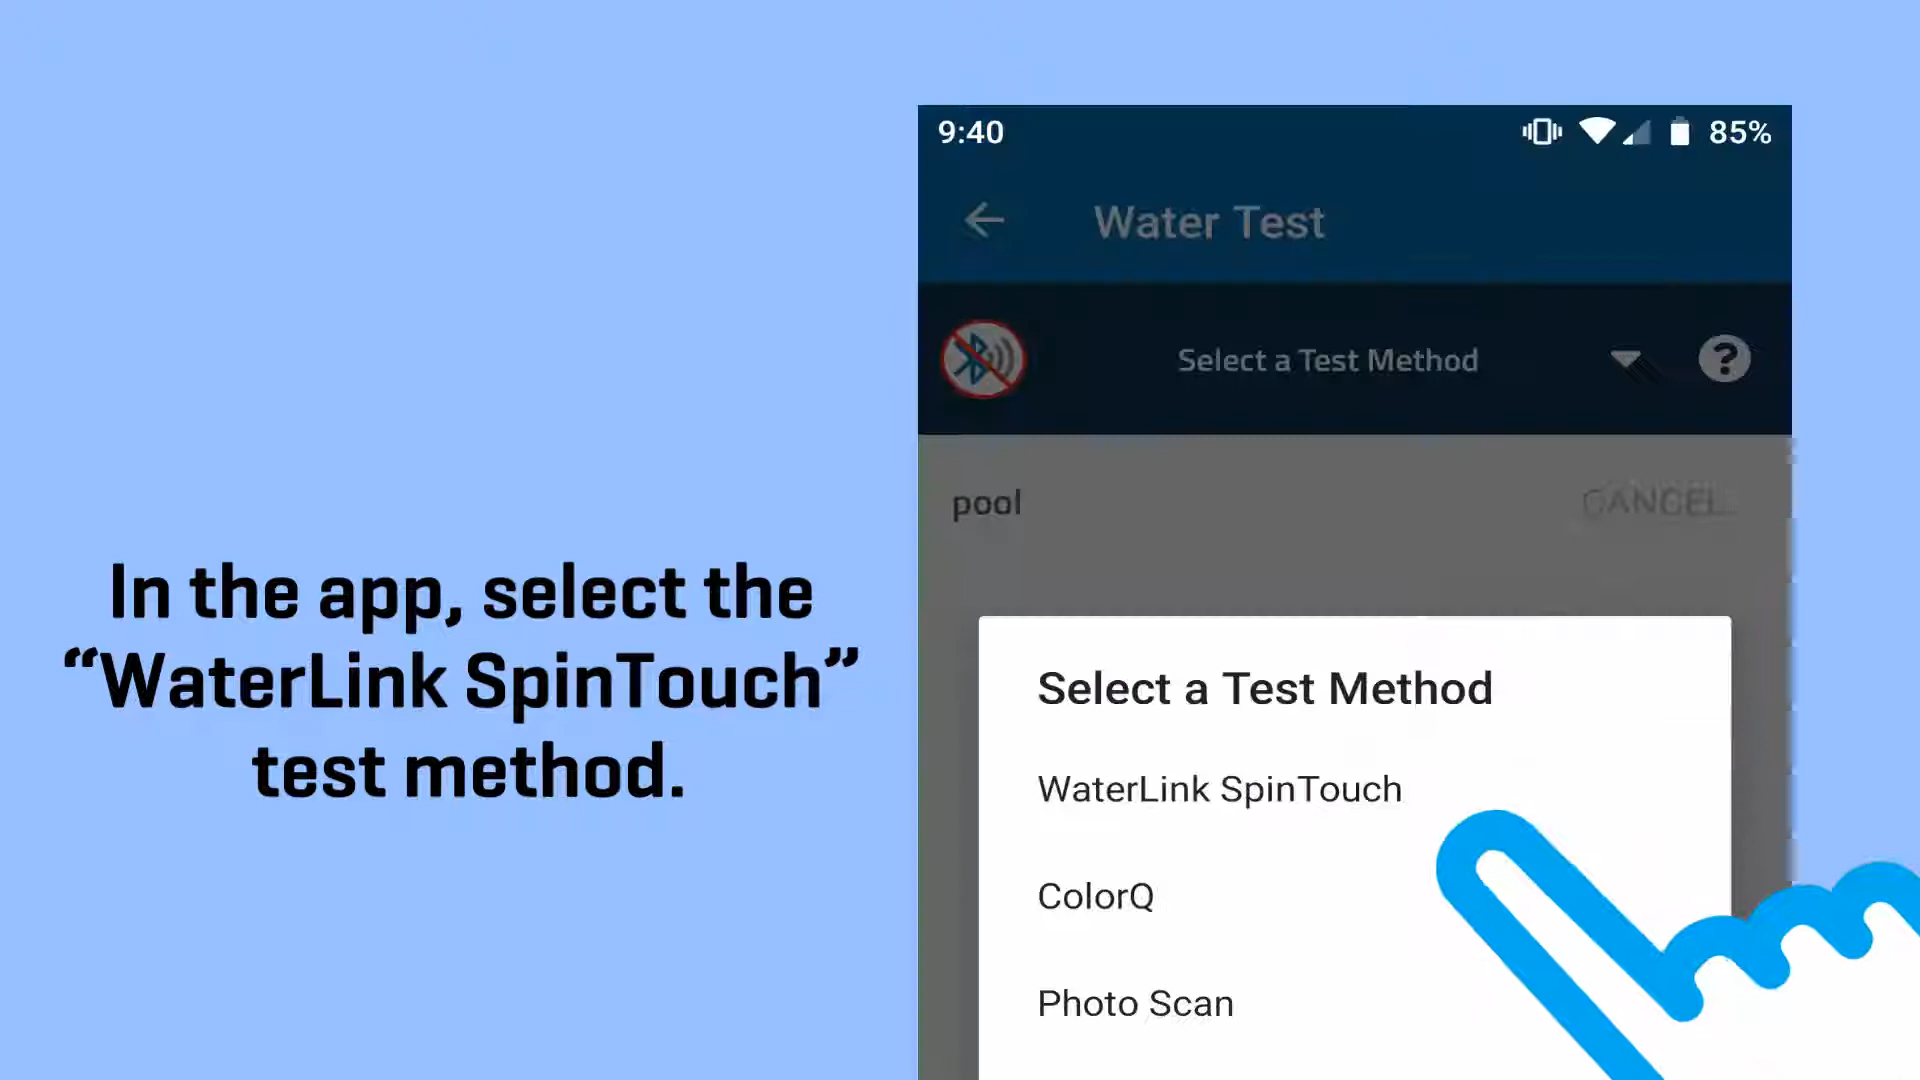 In the app, select the
“WaterLink SpinTouch”
test method.
9:40
85%
Water Test
Select a Test Method
?
pool
CANCEL
Select a Test Method
WaterLink SpinTouch
ColorQ
Photo Scan